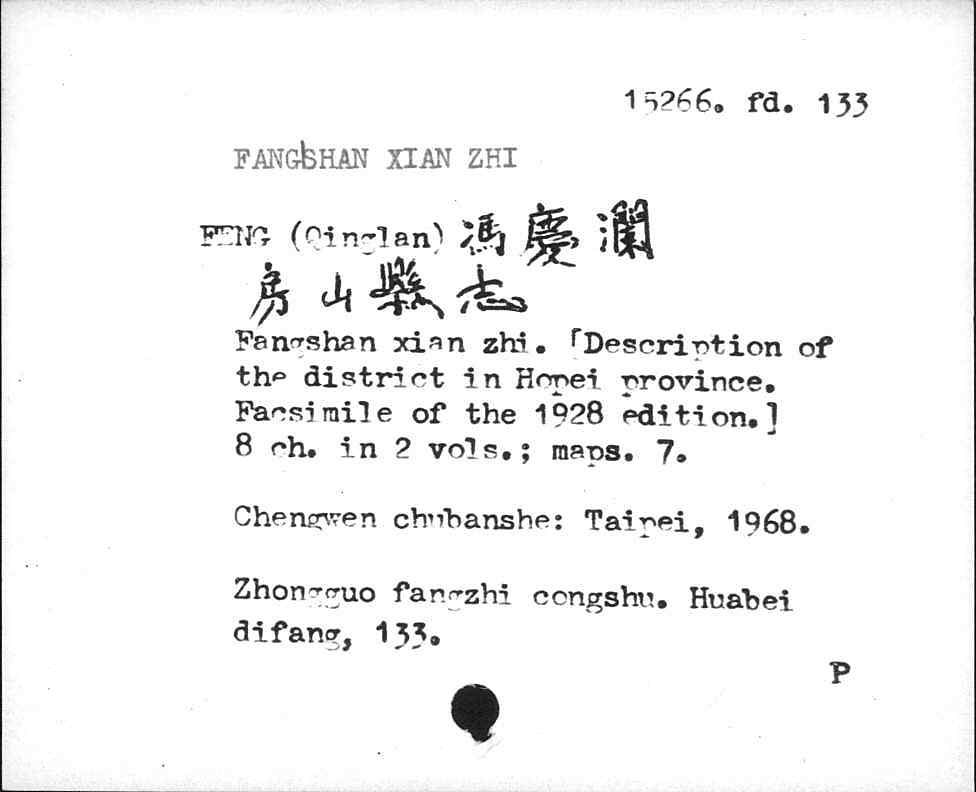 15266. fd. 133
FANGSHAN XIAN ZHI
FENG (Qinglan) 馮慶瀾
房山縣志
Fangshan xian zhi. [Description of
the district in Hopei province.
Facsimile of the 1928 edition.]
8 ch. in 2 vols.; maps. 7.
Chengwen chubanshe: Taipei, 1968.
Zhongguo fangzhi congshu. Huabei
difang, 133.
P